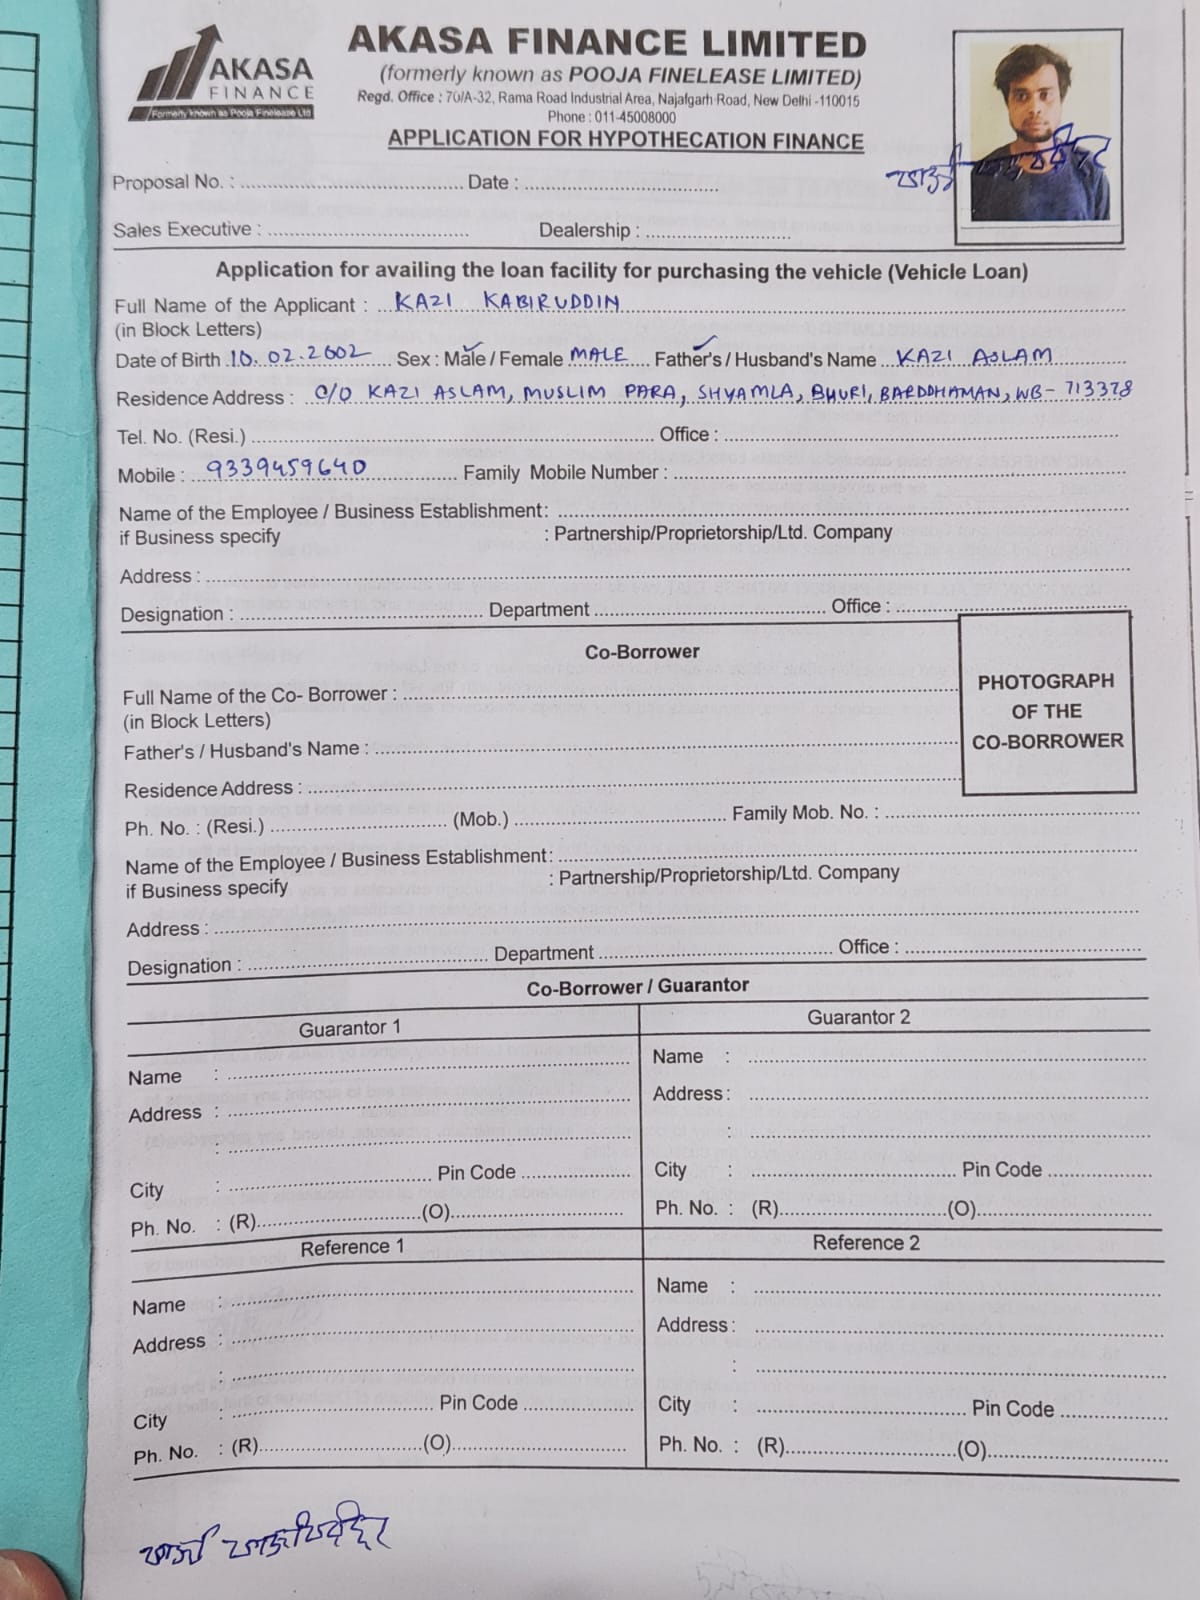 AKASA FINANCE LIMITED
AKASA
FINANCE
Formerly known as Pooja Finelease Ltd
(formerly known as POOJA FINELEASE LIMITED)
Regd. Office : 70/A-32, Rama Road Industrial Area, Najafgarh Road, New Delhi -110015
Phone : 011-45008000
APPLICATION FOR HYPOTHECATION FINANCE
Proposal No. : Date :
Sales Executive : Dealership :
Application for availing the loan facility for purchasing the vehicle (Vehicle Loan)
Full Name of the Applicant : KAZI KABIRUDDIN
(in Block Letters)
Date of Birth 10.02.2002 Sex : Male / Female MALE Father's / Husband's Name KAZI ASLAM
Residence Address : C/O KAZI ASLAM, MUSLIM PARA, SHYAMLA, BHURI, BARDDHAMAN, WB- 713378
Tel. No. (Resi.) Office :
Mobile : 9339459640 Family Mobile Number :
Name of the Employee / Business Establishment:
if Business specify : Partnership/Proprietorship/Ltd. Company
Address :
Designation : Department Office :
Co-Borrower
Full Name of the Co- Borrower :
(in Block Letters)
PHOTOGRAPH
OF THE
CO-BORROWER
Father's / Husband's Name :
Residence Address :
Ph. No. : (Resi.) (Mob.) Family Mob. No. :
Name of the Employee / Business Establishment:
if Business specify : Partnership/Proprietorship/Ltd. Company
Address :
Designation : Department Office :
Co-Borrower / Guarantor
Guarantor 1 Guarantor 2
Name : Name :
Address : Address :
: :
City : Pin Code City : Pin Code
Ph. No. : (R) (O) Ph. No. : (R) (O)
Reference 1 Reference 2
Name : Name :
Address : Address :
: :
City : Pin Code City : Pin Code
Ph. No. : (R) (O) Ph. No. : (R) (O)